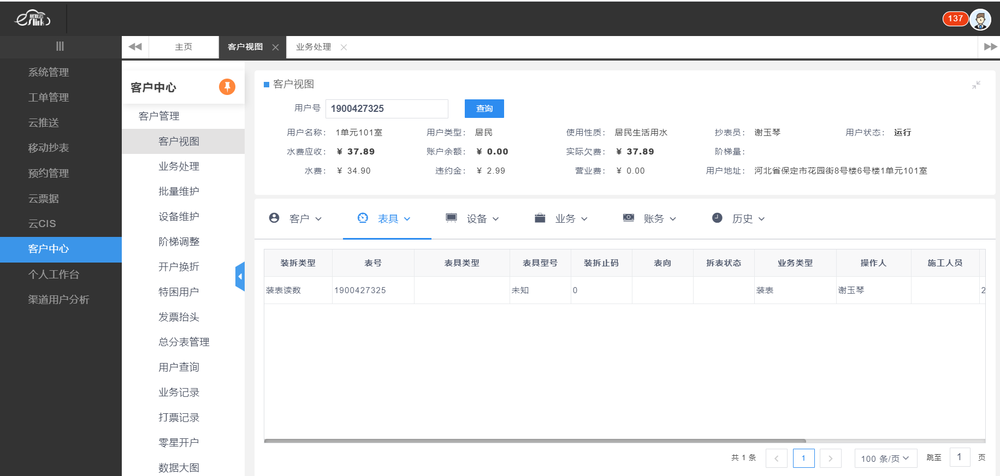 137
主页
客户视图
业务处理
系统管理
工单管理
云推送
移动抄表
预约管理
云票据
云CIS
客户中心
个人工作台
渠道用户分析
客户中心
客户管理
客户视图
业务处理
批量维护
设备维护
阶梯调整
开户换折
特困用户
发票抬头
总分表管理
用户查询
业务记录
打票记录
零星开户
数据大图
客户视图
用户号 1900427325 查询
用户名称： 1单元101室 用户类型： 居民 使用性质： 居民生活用水 抄表员： 谢玉琴 用户状态： 运行
水费应收： ¥ 37.89 账户余额： ¥ 0.00 实际欠费： ¥ 37.89 阶梯量：
水费： ¥ 34.90 违约金： ¥ 2.99 营业费： ¥ 0.00 用户地址： 河北省保定市花园街8号楼6号楼1单元101室
客户 表具 设备 业务 账务 历史
装拆类型 表号 表具类型 表具型号 装拆止码 表向 拆表状态 业务类型 操作人 施工人员
装表读数 1900427325 未知 0 装表 谢玉琴 2
共 1 条 1 100 条/页 跳至 1 页